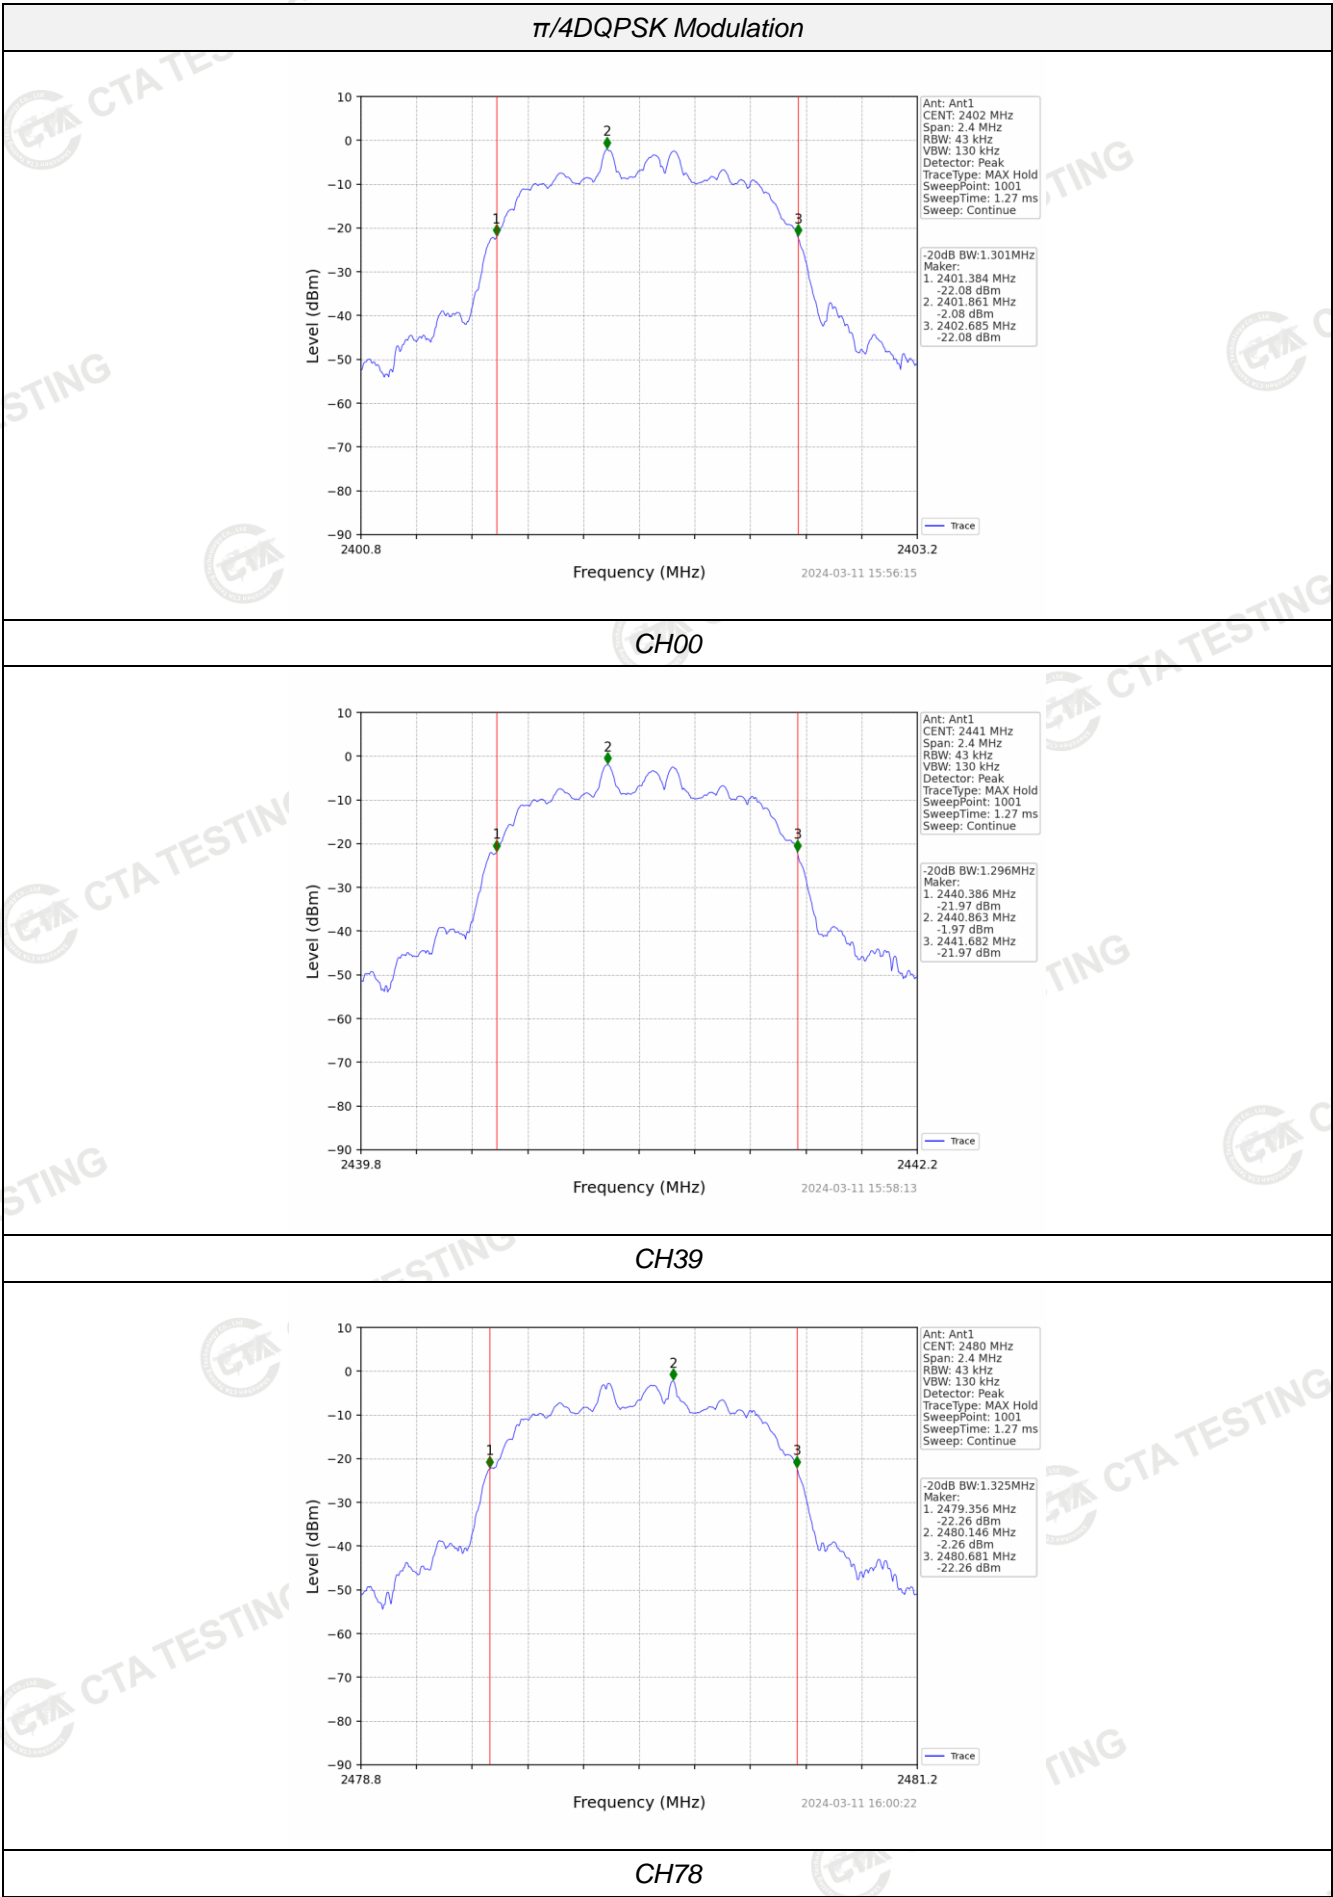 π/4DQPSK Modulation
CTA TESTING
10
0
−10
−20
−30
−40
−50
−60
−70
−80
−90
Level (dBm)
1
2
3
2400.8
2403.2
Frequency (MHz)
2024-03-11 15:56:15
Ant: Ant1
CENT: 2402 MHz
Span: 2.4 MHz
RBW: 43 kHz
VBW: 130 kHz
Detector: Peak
TraceType: MAX Hold
SweepPoint: 1001
SweepTime: 1.27 ms
Sweep: Continue
-20dB BW:1.301MHz
Maker:
1. 2401.384 MHz
-22.08 dBm
2. 2401.861 MHz
-2.08 dBm
3. 2402.685 MHz
-22.08 dBm
Trace
CH00
CTA TESTING
10
0
−10
−20
−30
−40
−50
−60
−70
−80
−90
Level (dBm)
1
2
3
2439.8
2442.2
Frequency (MHz)
2024-03-11 15:58:13
Ant: Ant1
CENT: 2441 MHz
Span: 2.4 MHz
RBW: 43 kHz
VBW: 130 kHz
Detector: Peak
TraceType: MAX Hold
SweepPoint: 1001
SweepTime: 1.27 ms
Sweep: Continue
-20dB BW:1.296MHz
Maker:
1. 2440.386 MHz
-21.97 dBm
2. 2440.863 MHz
-1.97 dBm
3. 2441.682 MHz
-21.97 dBm
Trace
CH39
CTA TESTING
10
0
−10
−20
−30
−40
−50
−60
−70
−80
−90
Level (dBm)
1
2
3
2478.8
2481.2
Frequency (MHz)
2024-03-11 16:00:22
Ant: Ant1
CENT: 2480 MHz
Span: 2.4 MHz
RBW: 43 kHz
VBW: 130 kHz
Detector: Peak
TraceType: MAX Hold
SweepPoint: 1001
SweepTime: 1.27 ms
Sweep: Continue
-20dB BW:1.325MHz
Maker:
1. 2479.356 MHz
-22.26 dBm
2. 2480.146 MHz
-2.26 dBm
3. 2480.681 MHz
-22.26 dBm
Trace
CH78